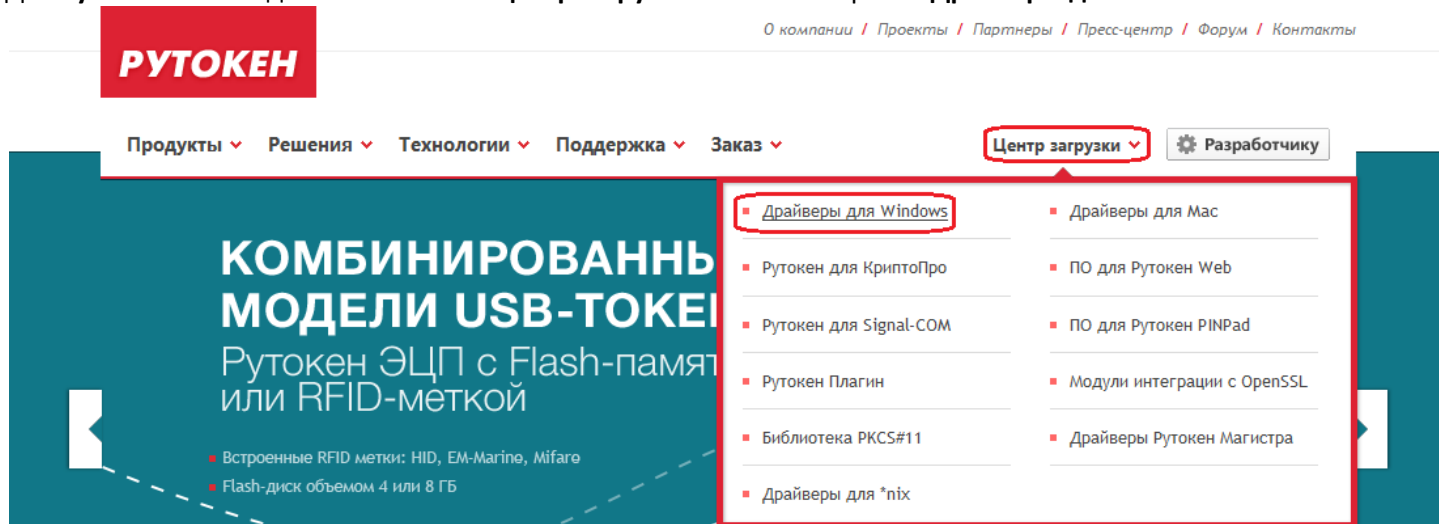 О компании / Проекты / Партнеры / Пресс-центр / Форум / Контакты
РУТОКЕН
Продукты Решения Технологии Поддержка Заказ Центр загрузки Разработчику
Драйверы для Windows
Драйверы для Mac
Рутокен для КриптоПро
ПО для Рутокен Web
Рутокен для Signal-COM
ПО для Рутокен PINPad
Рутокен Плагин
Модули интеграции с OpenSSL
Библиотека PKCS#11
Драйверы Рутокен Магистра
Драйверы для *nix
КОМБИНИРОВАННЫ
МОДЕЛИ USB-ТОКЕ
Рутокен ЭЦП с Flash-памят
или RFID-меткой
Встроенные RFID метки: HID, EM-Marine, Mifare
Flash-диск объемом 4 или 8 ГБ